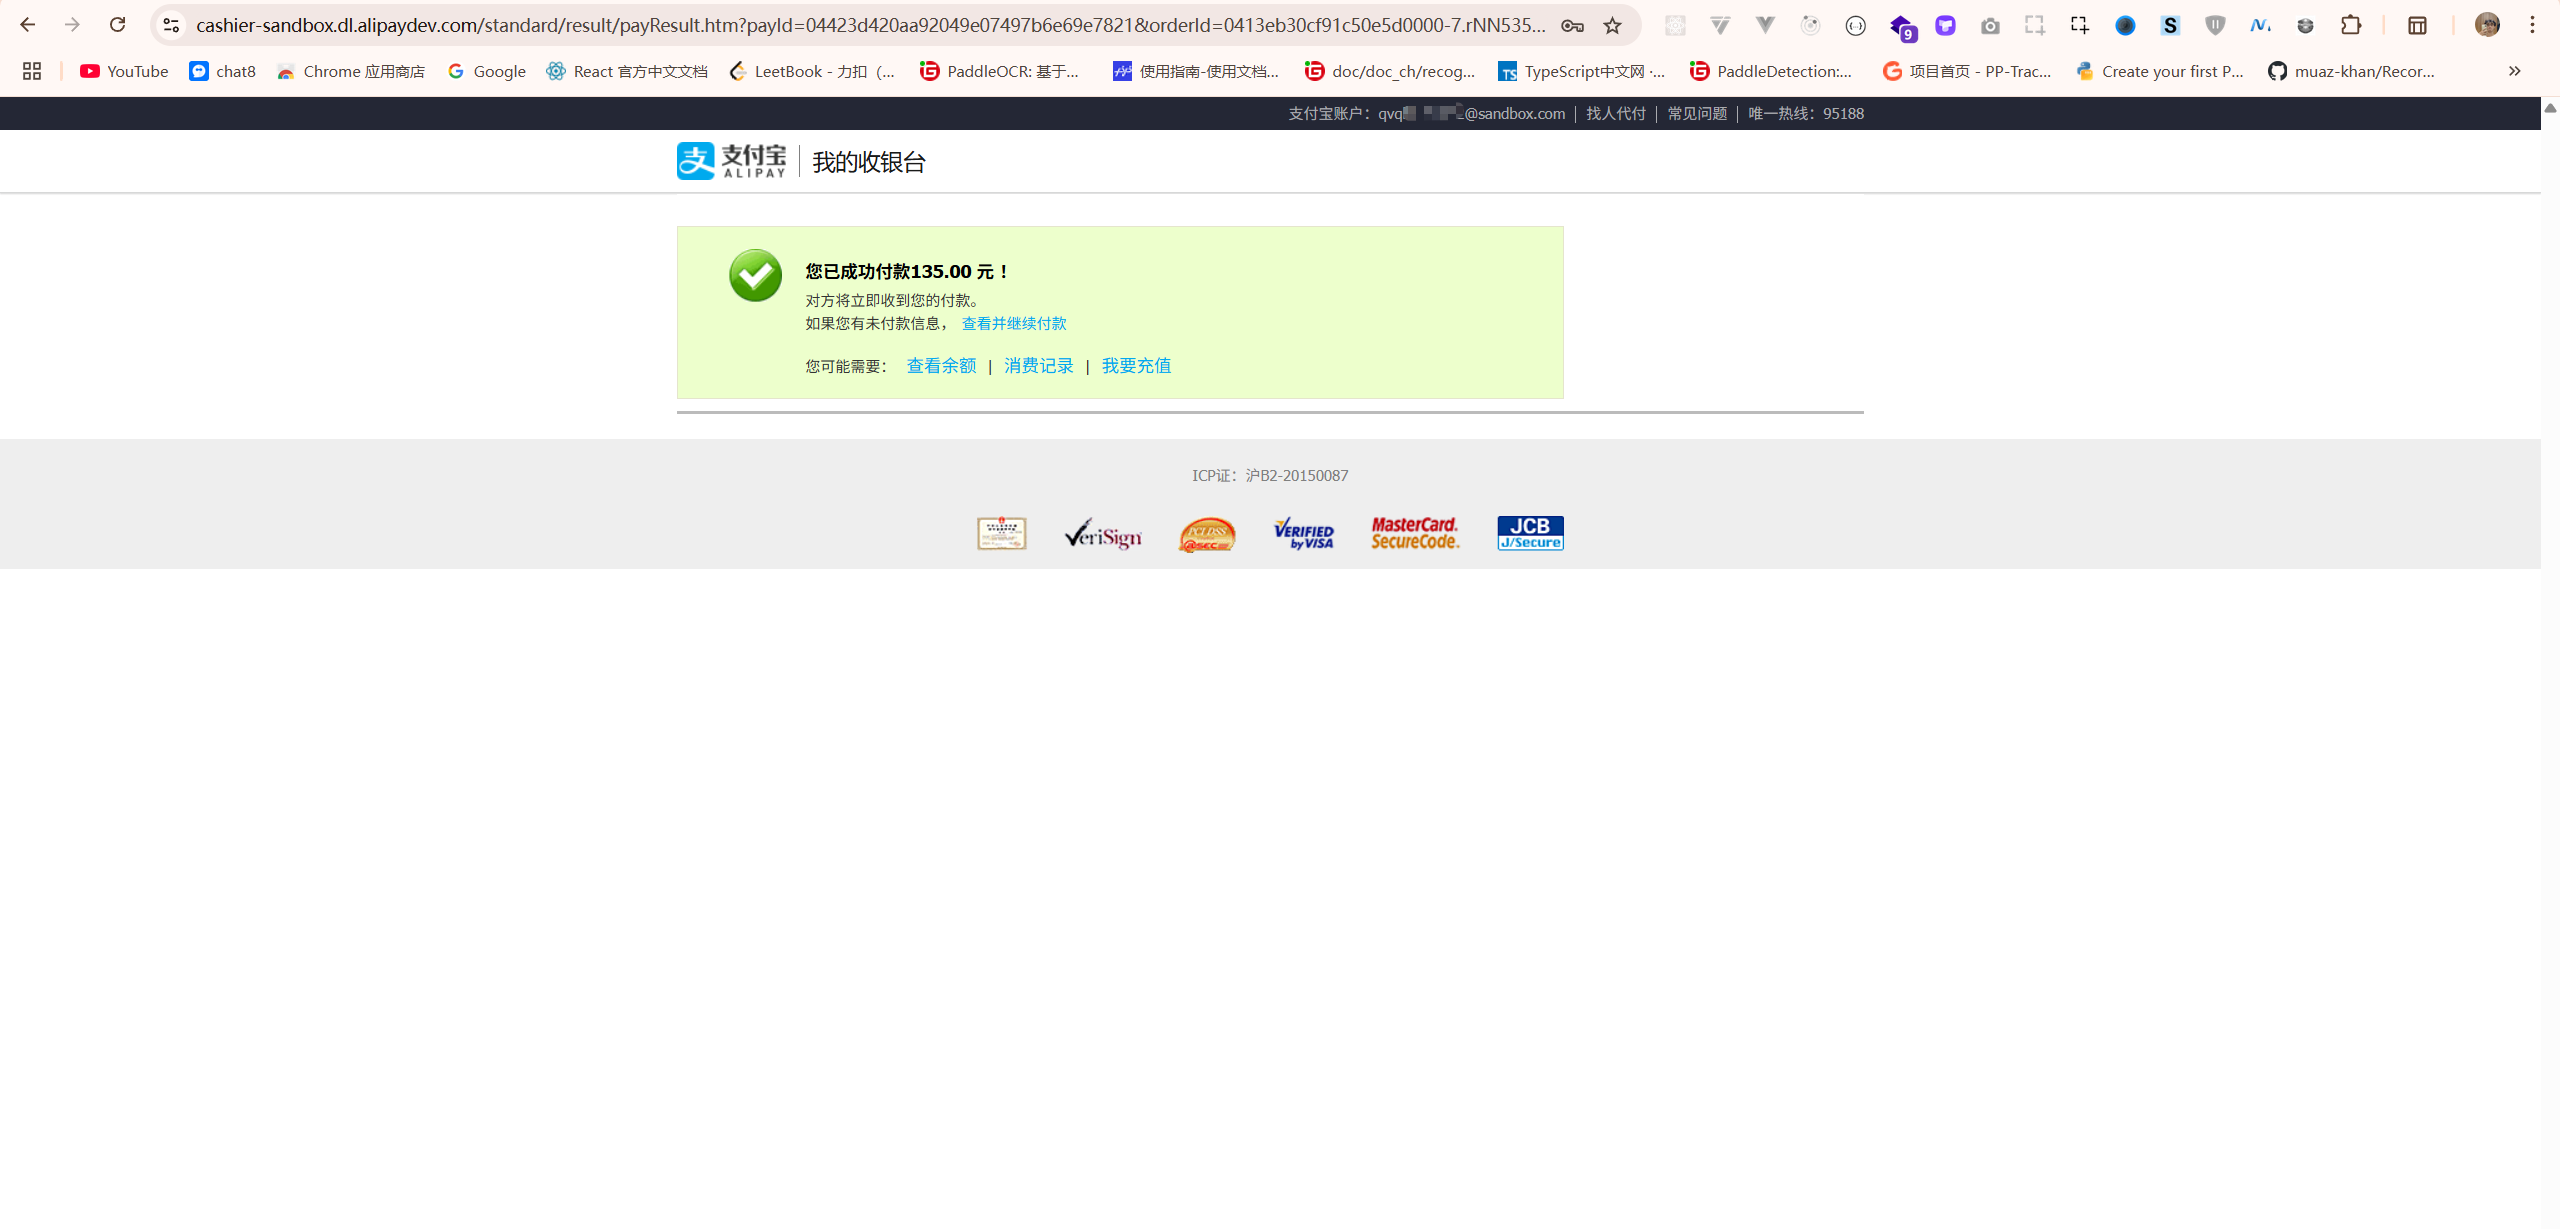 cashier-sandbox.dl.alipaydev.com/standard/result/payResult.htm?payId=04423d420aa92049e07497b6e69e7821&orderId=0413eb30cf91c50e5d0000-7.rNN535...
9
S
YouTube chat8 Chrome 应用商店 Google React 官方中文文档 LeetBook - 力扣（... PaddleOCR: 基于... 使用指南-使用文档... doc/doc_ch/recog... TypeScript中文网 ·... PaddleDetection:... 项目首页 - PP-Trac... Create your first P... muaz-khan/Recor...
支付宝账户：qvq @sandbox.com | 找人代付 | 常见问题 | 唯一热线：95188
支付宝 ALIPAY | 我的收银台
您已成功付款135.00 元！
对方将立即收到您的付款。
如果您有未付款信息， 查看并继续付款
您可能需要： 查看余额 | 消费记录 | 我要充值
ICP证：沪B2-20150087
VeriSign
VERIFIED by VISA
MasterCard. SecureCode.
JCB J/Secure